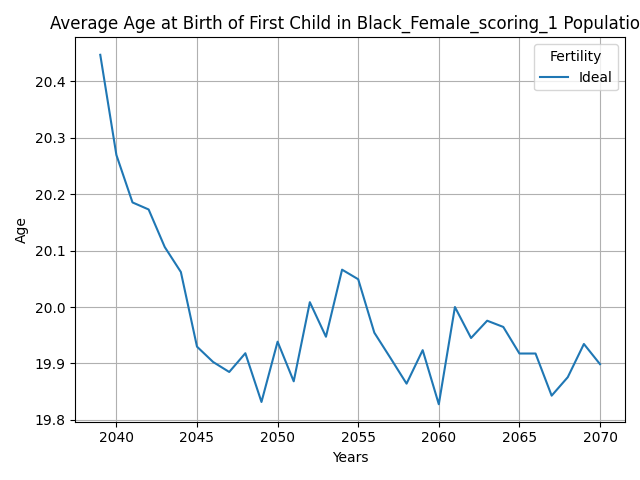 Average Age at Birth of First Child in Black_Female_scoring_1 Populatio
Fertility
Ideal
20.4
20.3
20.2
20.1
20.0
19.9
19.8
Age
2040 2045 2050 2055 2060 2065 2070
Years